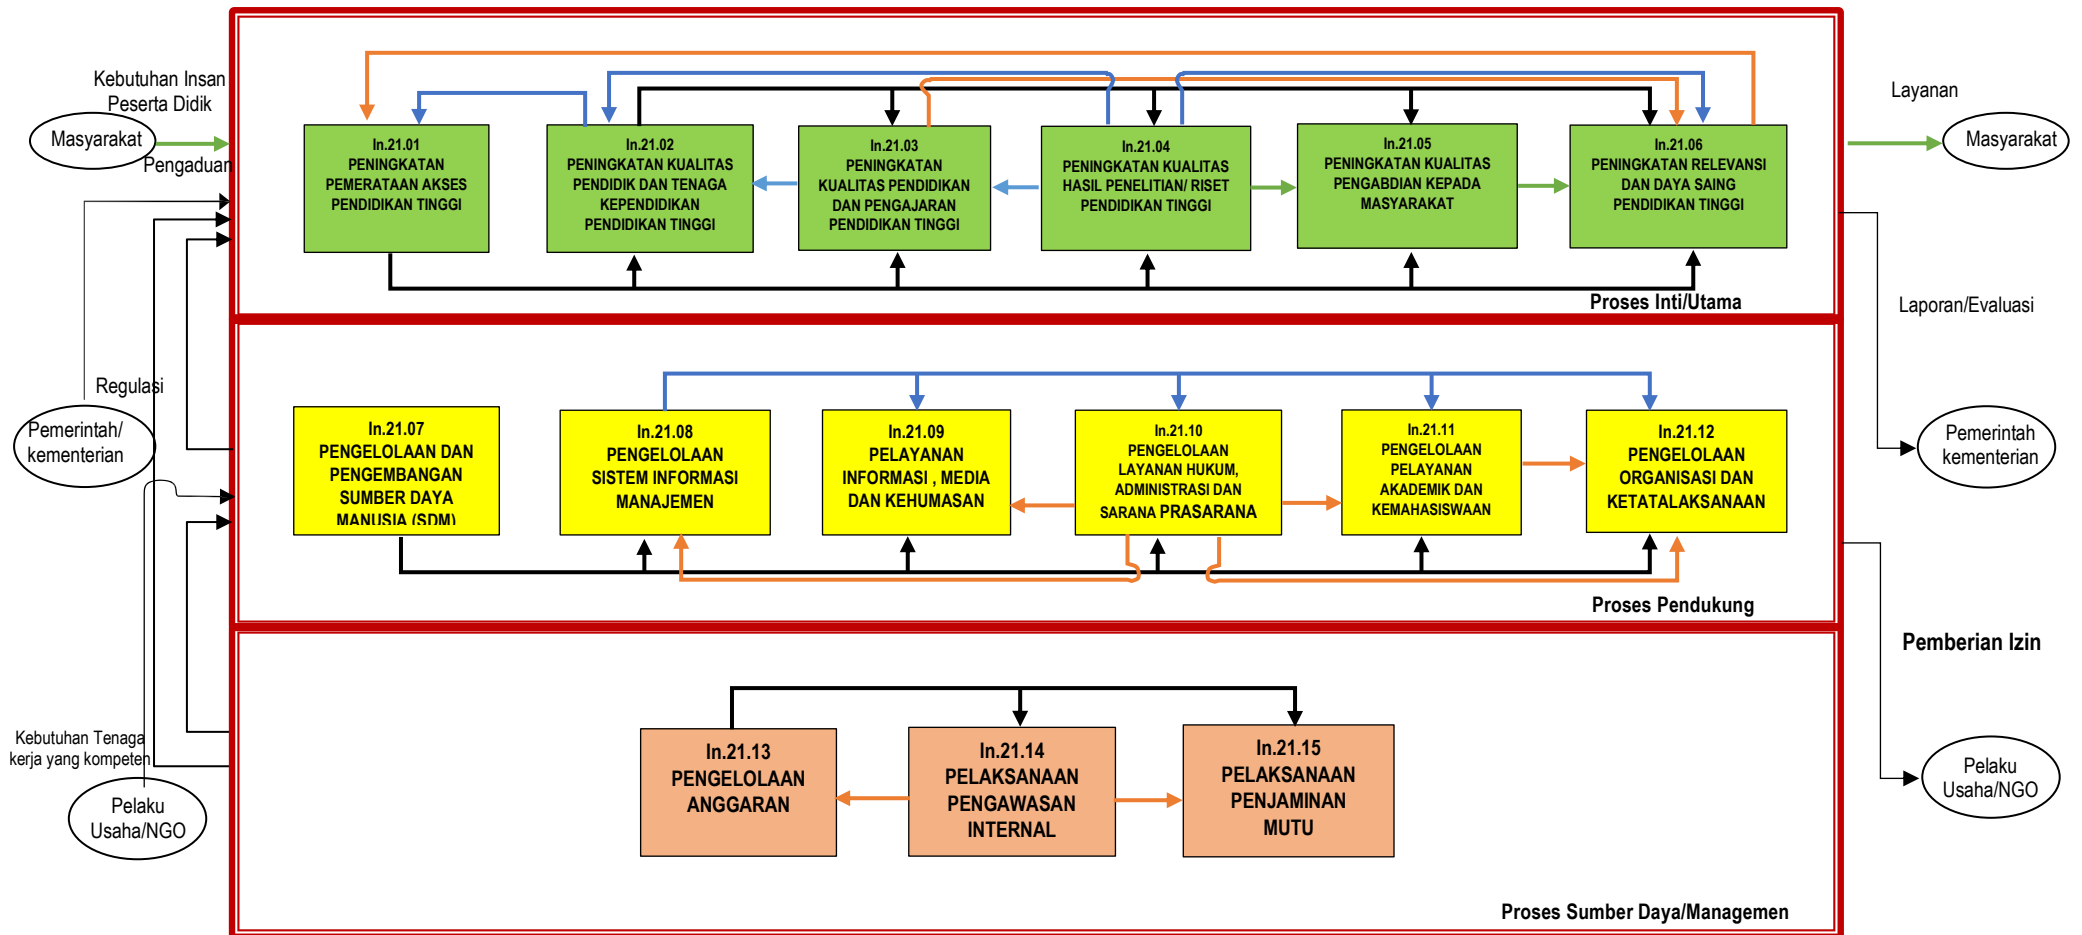 Kebutuhan Insan
Peserta Didik
Masyarakat
Pengaduan
In.21.01
PENINGKATAN
PEMERATAAN AKSES
PENDIDIKAN TINGGI
In.21.02
PENINGKATAN KUALITAS
PENDIDIK DAN TENAGA
KEPENDIDIKAN
PENDIDIKAN TINGGI
In.21.03
PENINGKATAN
KUALITAS PENDIDIKAN
DAN PENGAJARAN
PENDIDIKAN TINGGI
In.21.04
PENINGKATAN KUALITAS
HASIL PENELITIAN/ RISET
PENDIDIKAN TINGGI
In.21.05
PENINGKATAN KUALITAS
PENGABDIAN KEPADA
MASYARAKAT
In.21.06
PENINGKATAN RELEVANSI
DAN DAYA SAING
PENDIDIKAN TINGGI
Proses Inti/Utama
Layanan
Masyarakat
Laporan/Evaluasi
Regulasi
Pemerintah/
kementerian
In.21.07
PENGELOLAAN DAN
PENGEMBANGAN
SUMBER DAYA
MANUSIA (SDM)
In.21.08
PENGELOLAAN
SISTEM INFORMASI
MANAJEMEN
In.21.09
PELAYANAN
INFORMASI , MEDIA
DAN KEHUMASAN
In.21.10
PENGELOLAAN
LAYANAN HUKUM,
ADMINISTRASI DAN
SARANA PRASARANA
In.21.11
PENGELOLAAN
PELAYANAN
AKADEMIK DAN
KEMAHASISWAAN
In.21.12
PENGELOLAAN
ORGANISASI DAN
KETATALAKSANAAN
Proses Pendukung
Pemerintah
kementerian
Pemberian Izin
Kebutuhan Tenaga
kerja yang kompeten
Pelaku
Usaha/NGO
In.21.13
PENGELOLAAN
ANGGARAN
In.21.14
PELAKSANAAN
PENGAWASAN
INTERNAL
In.21.15
PELAKSANAAN
PENJAMINAN
MUTU
Pelaku
Usaha/NGO
Proses Sumber Daya/Managemen